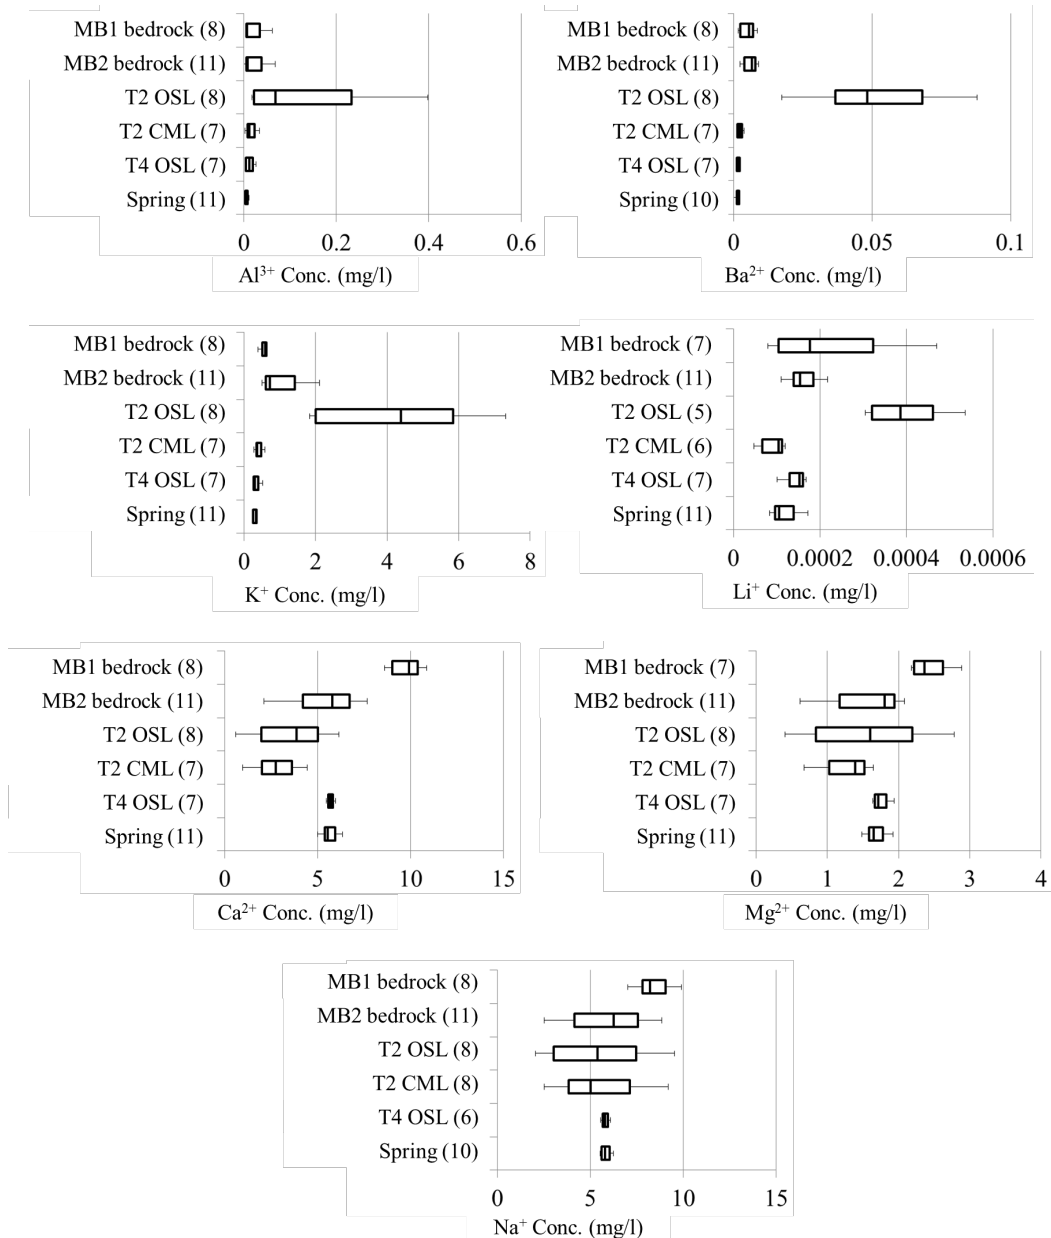 MB1 bedrock (8)
MB2 bedrock (11)
T2 OSL (8)
T2 CML (7)
T4 OSL (7)
Spring (11)
0 0.2 0.4 0.6
Al³⁺ Conc. (mg/l)
MB1 bedrock (8)
MB2 bedrock (11)
T2 OSL (8)
T2 CML (7)
T4 OSL (7)
Spring (10)
0 0.05 0.1
Ba²⁺ Conc. (mg/l)
MB1 bedrock (8)
MB2 bedrock (11)
T2 OSL (8)
T2 CML (7)
T4 OSL (7)
Spring (11)
0 2 4 6 8
K⁺ Conc. (mg/l)
MB1 bedrock (7)
MB2 bedrock (11)
T2 OSL (5)
T2 CML (6)
T4 OSL (7)
Spring (11)
0 0.0002 0.0004 0.0006
Li⁺ Conc. (mg/l)
MB1 bedrock (8)
MB2 bedrock (11)
T2 OSL (8)
T2 CML (7)
T4 OSL (7)
Spring (11)
0 5 10 15
Ca²⁺ Conc. (mg/l)
MB1 bedrock (7)
MB2 bedrock (11)
T2 OSL (8)
T2 CML (7)
T4 OSL (7)
Spring (11)
0 1 2 3 4
Mg²⁺ Conc. (mg/l)
MB1 bedrock (8)
MB2 bedrock (11)
T2 OSL (8)
T2 CML (8)
T4 OSL (6)
Spring (10)
0 5 10 15
Na⁺ Conc. (mg/l)